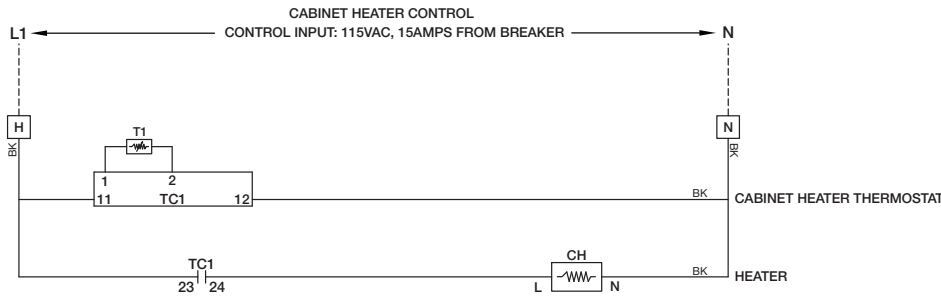 CABINET HEATER CONTROL
L1 CONTROL INPUT: 115VAC, 15AMPS FROM BREAKER N
H T1 N
BK BK
1 2
11 TC1 12 BK CABINET HEATER THERMOSTAT
TC1 CH
BK HEATER
23 24 L N